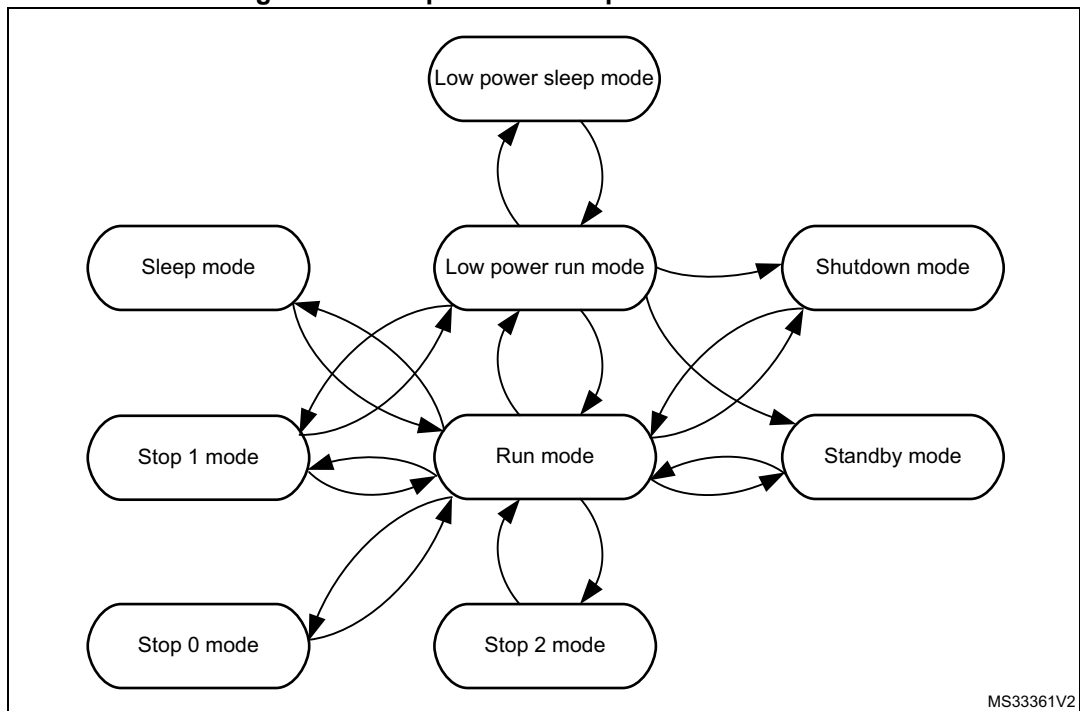 Low power sleep mode
Sleep mode
Low power run mode
Shutdown mode
Stop 1 mode
Run mode
Standby mode
Stop 0 mode
Stop 2 mode
MS33361V2